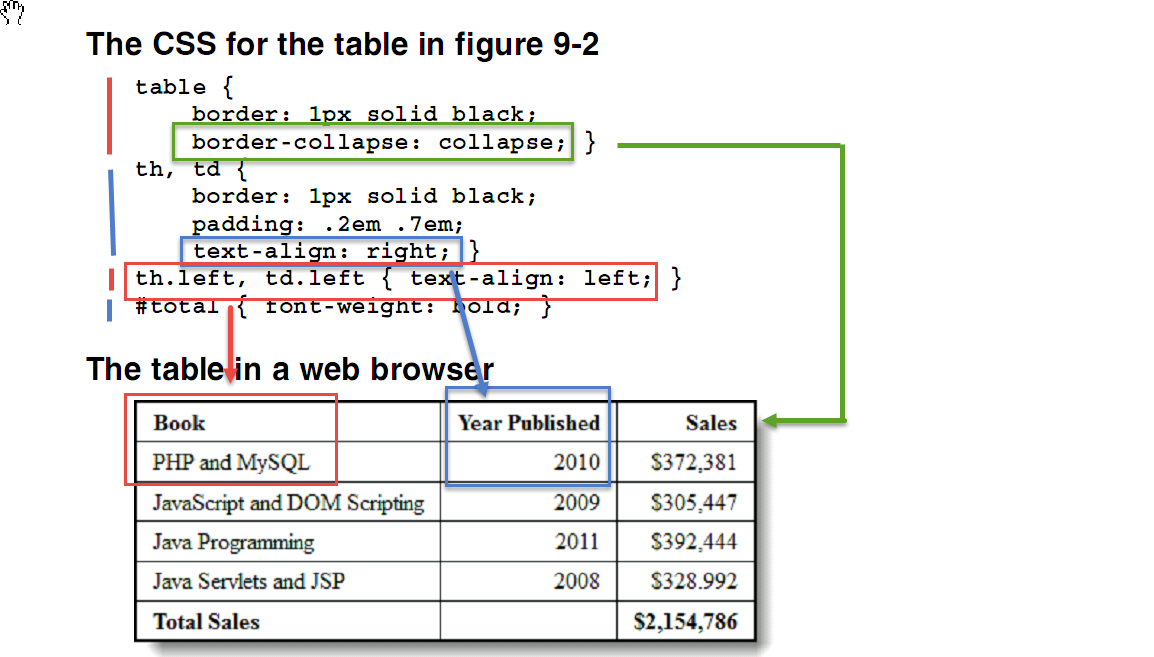 The CSS for the table in figure 9-2
table {
border: 1px solid black;
border-collapse: collapse; }
th, td {
border: 1px solid black;
padding: .2em .7em;
text-align: right; }
th.left, td.left { text-align: left; }
#total { font-weight: bold; }
The table in a web browser
Book Year Published Sales
PHP and MySQL 2010 $372,381
JavaScript and DOM Scripting 2009 $305,447
Java Programming 2011 $392,444
Java Servlets and JSP 2008 $328.992
Total Sales $2,154,786